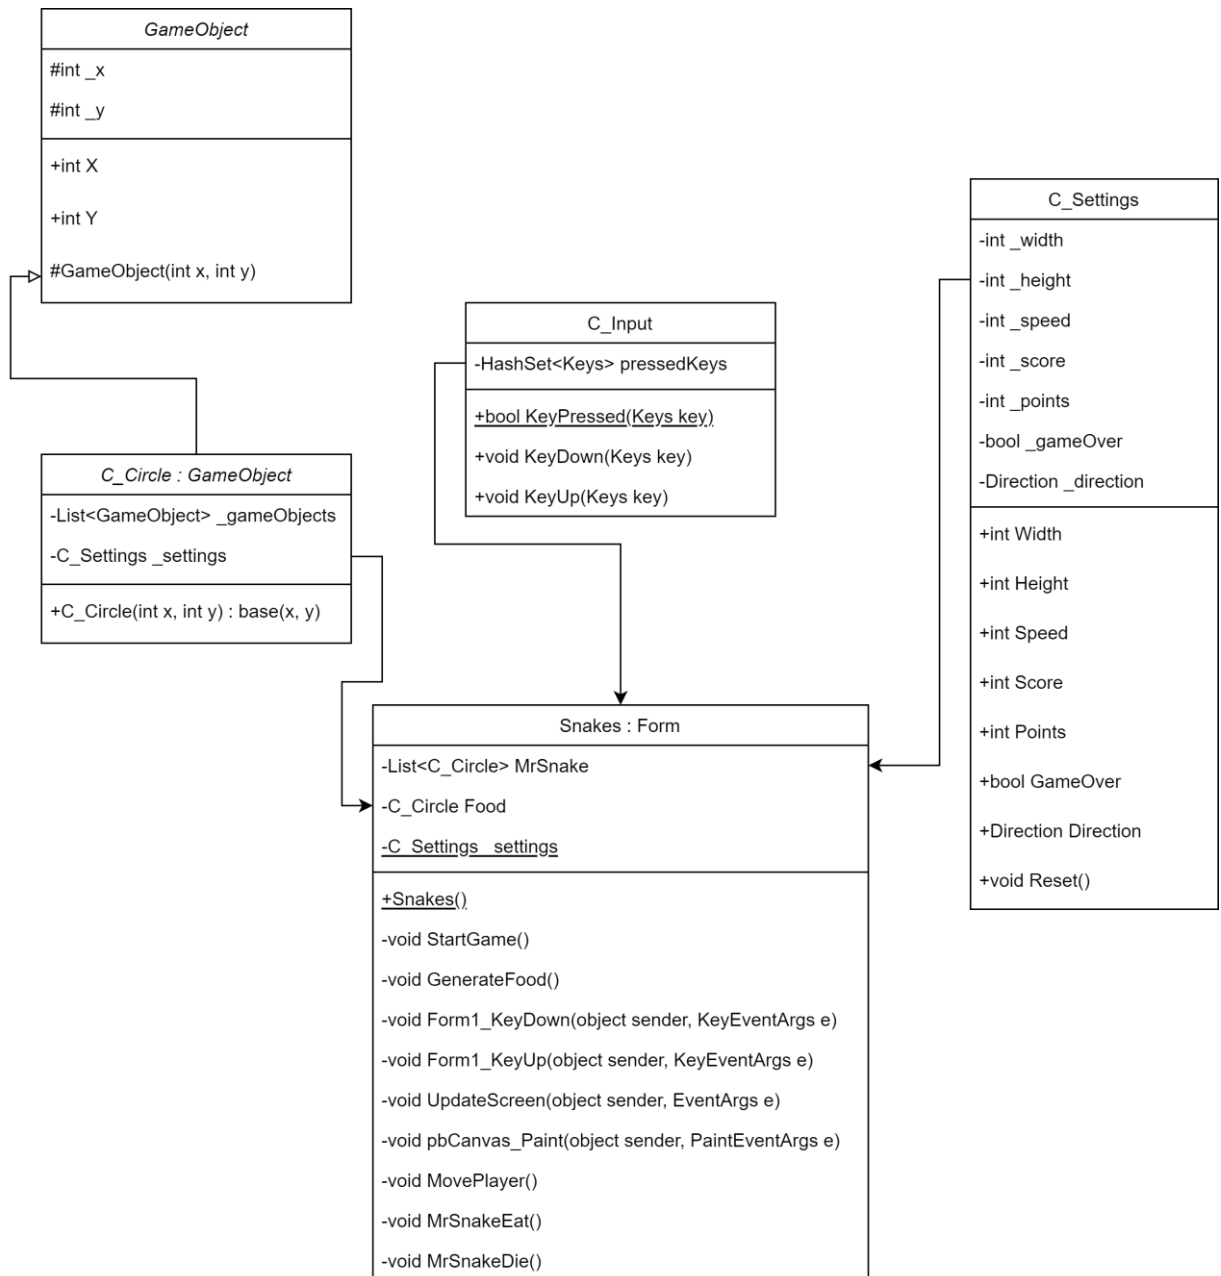 GameObject
#int _x
#int _y
+int X
+int Y
#GameObject(int x, int y)
C_Circle : GameObject
-List<GameObject> _gameObjects
-C_Settings _settings
+C_Circle(int x, int y) : base(x, y)
C_Input
-HashSet<Keys> pressedKeys
+bool KeyPressed(Keys key)
+void KeyDown(Keys key)
+void KeyUp(Keys key)
C_Settings
-int _width
-int _height
-int _speed
-int _score
-int _points
-bool _gameOver
-Direction _direction
+int Width
+int Height
+int Speed
+int Score
+int Points
+bool GameOver
+Direction Direction
+void Reset()
Snakes : Form
-List<C_Circle> MrSnake
-C_Circle Food
-C_Settings _settings
+Snakes()
-void StartGame()
-void GenerateFood()
-void Form1_KeyDown(object sender, KeyEventArgs e)
-void Form1_KeyUp(object sender, KeyEventArgs e)
-void UpdateScreen(object sender, EventArgs e)
-void pbCanvas_Paint(object sender, PaintEventArgs e)
-void MovePlayer()
-void MrSnakeEat()
-void MrSnakeDie()